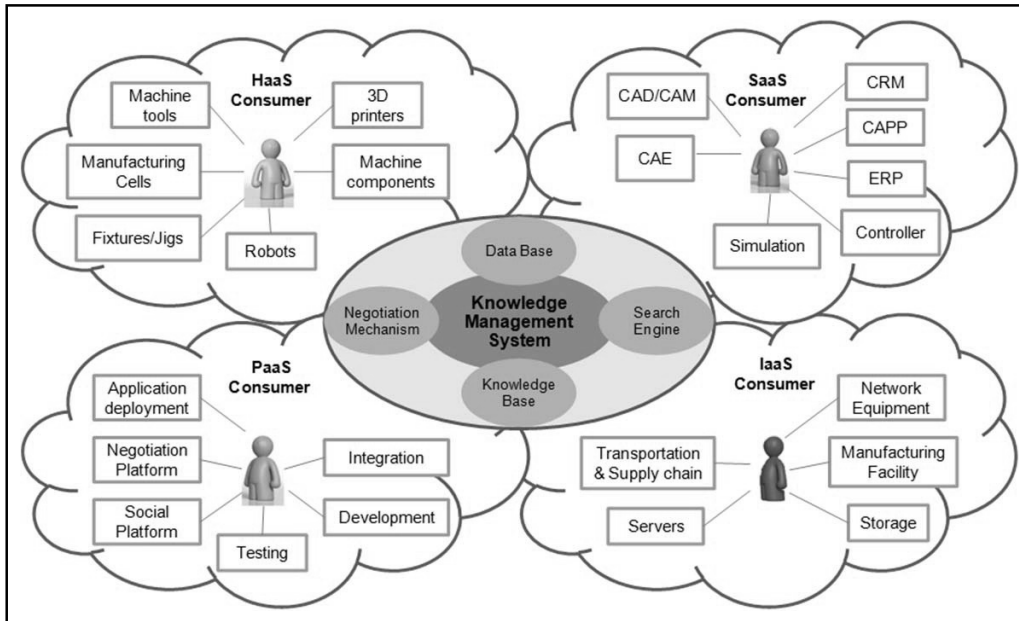 HaaS
Consumer
Machine
tools
3D
printers
Manufacturing
Cells
Machine
components
Fixtures/Jigs
Robots
SaaS
Consumer
CAD/CAM
CRM
CAPP
CAE
ERP
Simulation
Controller
Data Base
Negotiation
Mechanism
Knowledge
Management
System
Search
Engine
Knowledge
Base
PaaS
Consumer
Application
deployment
Negotiation
Platform
Integration
Social
Platform
Development
Testing
IaaS
Consumer
Network
Equipment
Transportation
& Supply chain
Manufacturing
Facility
Servers
Storage